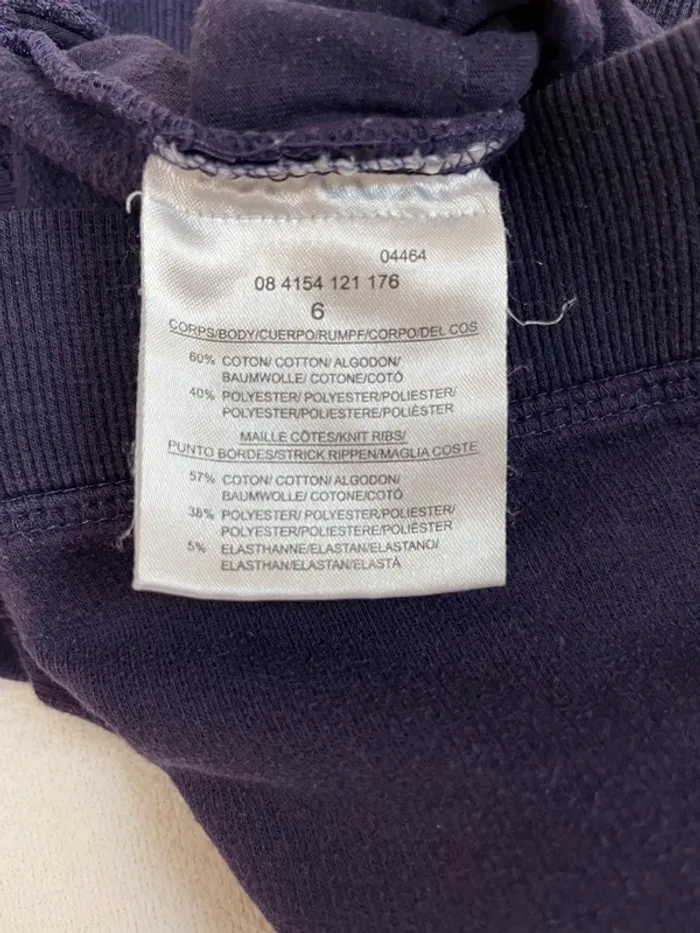 04464
08 4154 121 176
6
CORPS/BODY/CUERPO/RUMPF/CORPO/DEL COS
60% COTON/ COTTON/ ALGODON/
BAUMWOLLE/ COTONE/COTÓ
40% POLYESTER/ POLYESTER/POLIESTER/
POLYESTER/POLIESTERE/POLIÈSTER
MAILLE CÔTES/KNIT RIBS/
PUNTO BORDES/STRICK RIPPEN/MAGLIA COSTE
57% COTON/ COTTON/ ALGODON/
BAUMWOLLE/ COTONE/COTÓ
38% POLYESTER/ POLYESTER/POLIESTER/
POLYESTER/POLIESTERE/POLIÈSTER
5% ELASTHANNE/ELASTAN/ELASTANO/
ELASTHAN/ELASTAN/ELASTÀ